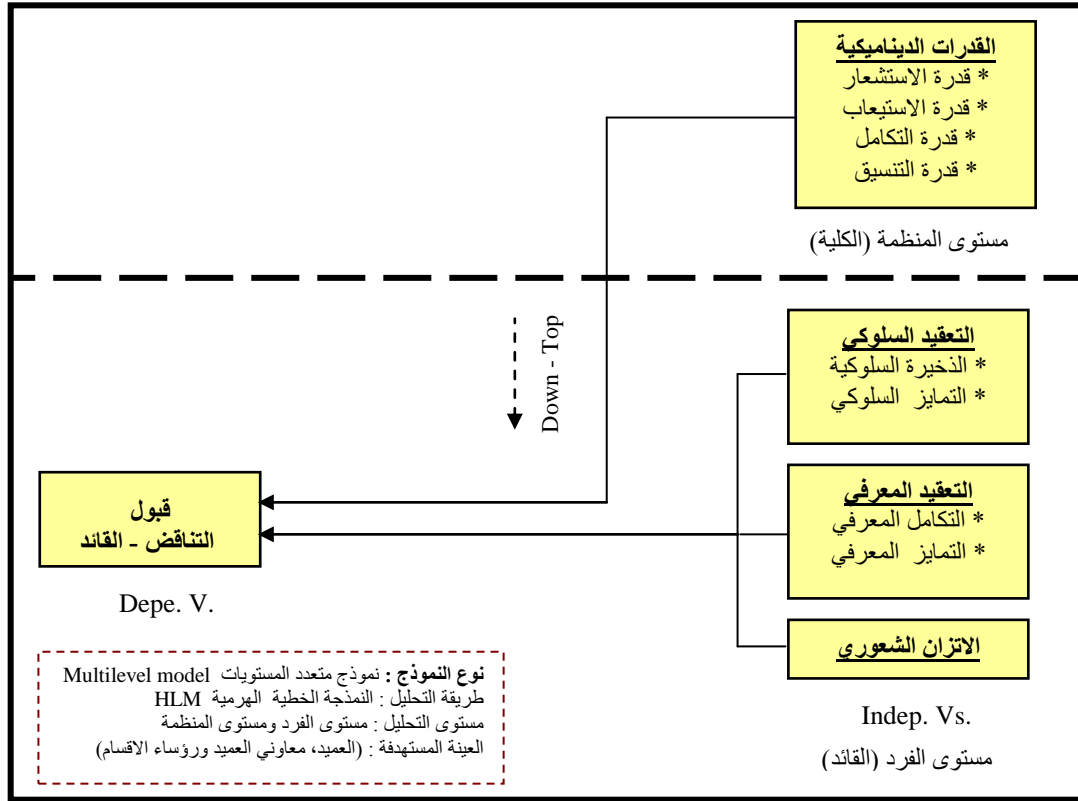 القدرات الديناميكية
* قدرة الاستشعار
* قدرة الاستيعاب
* قدرة التكامل
* قدرة التنسيق
مستوى المنظمة (الكلية)
Down - Top
التعقيد السلوكي
* الذخيرة السلوكية
* التمايز السلوكي
التعقيد المعرفي
* التكامل المعرفي
* التمايز المعرفي
الاتزان الشعوري
Indep. Vs.
مستوى الفرد (القائد)
قبول
التناقض - القائد
Depe. V.
نوع النموذج : نموذج متعدد المستويات Multilevel model
طريقة التحليل : النمذجة الخطية الهرمية HLM
مستوى التحليل : مستوى الفرد ومستوى المنظمة
العينة المستهدفة : (العميد، معاوني العميد ورؤساء الاقسام)